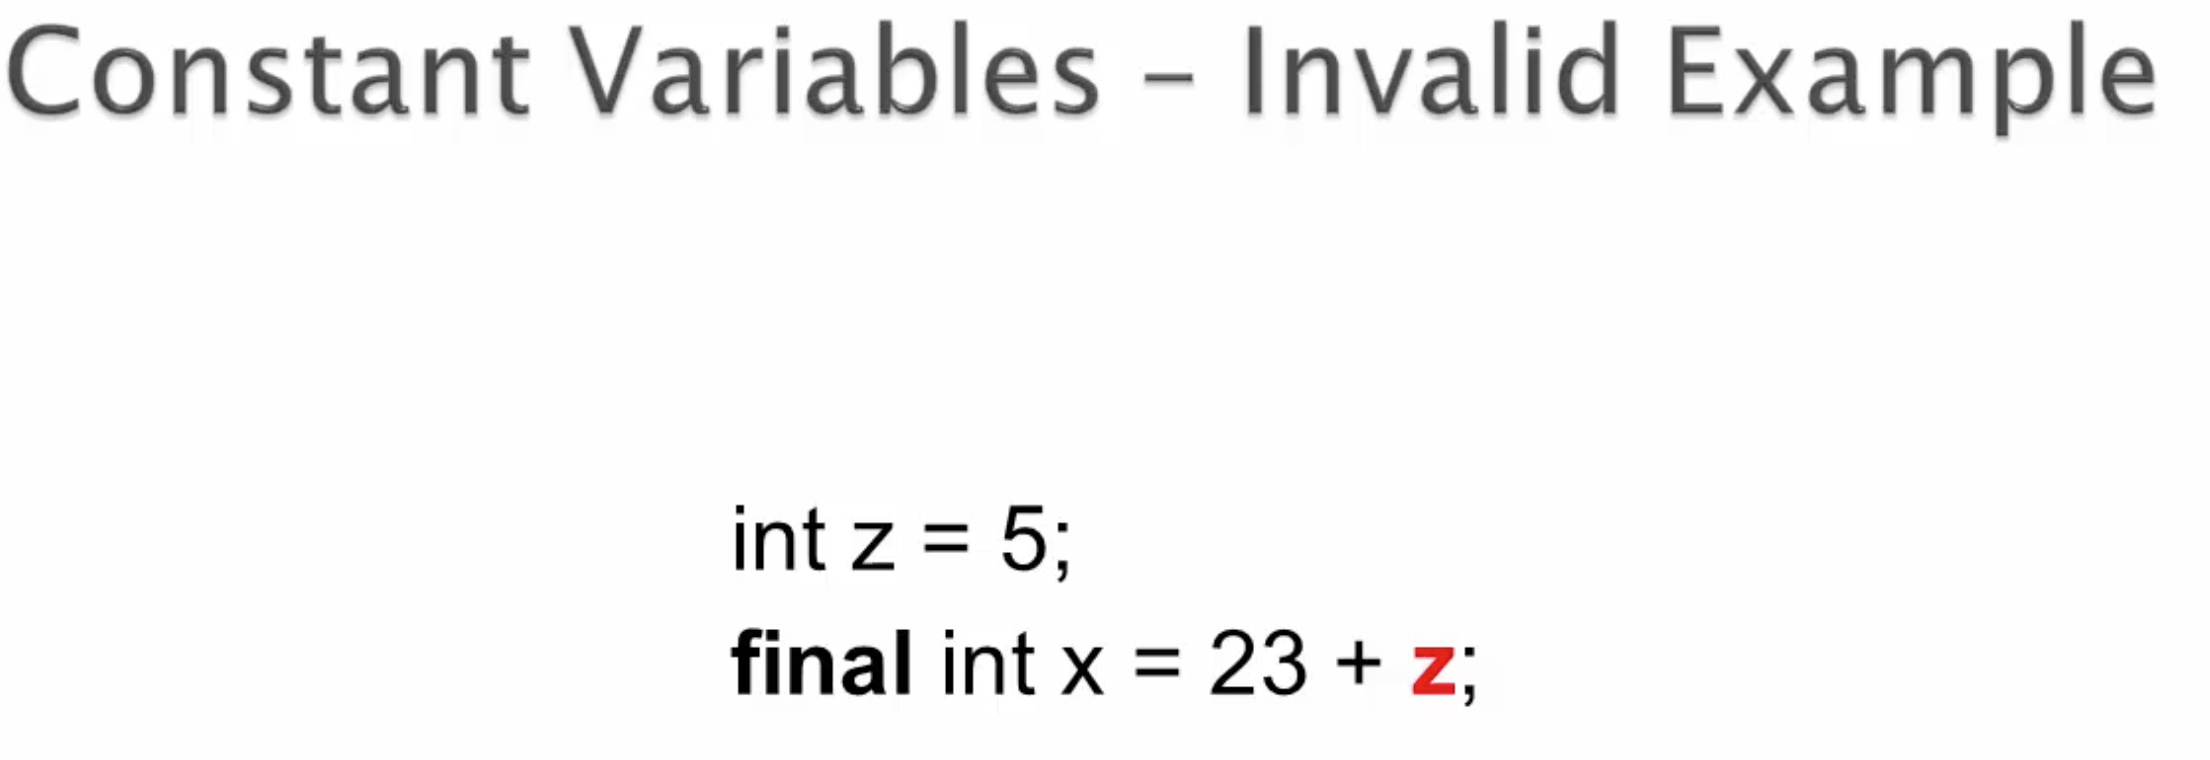 Constant Variables – Invalid Example
int z = 5;
final int x = 23 + z;